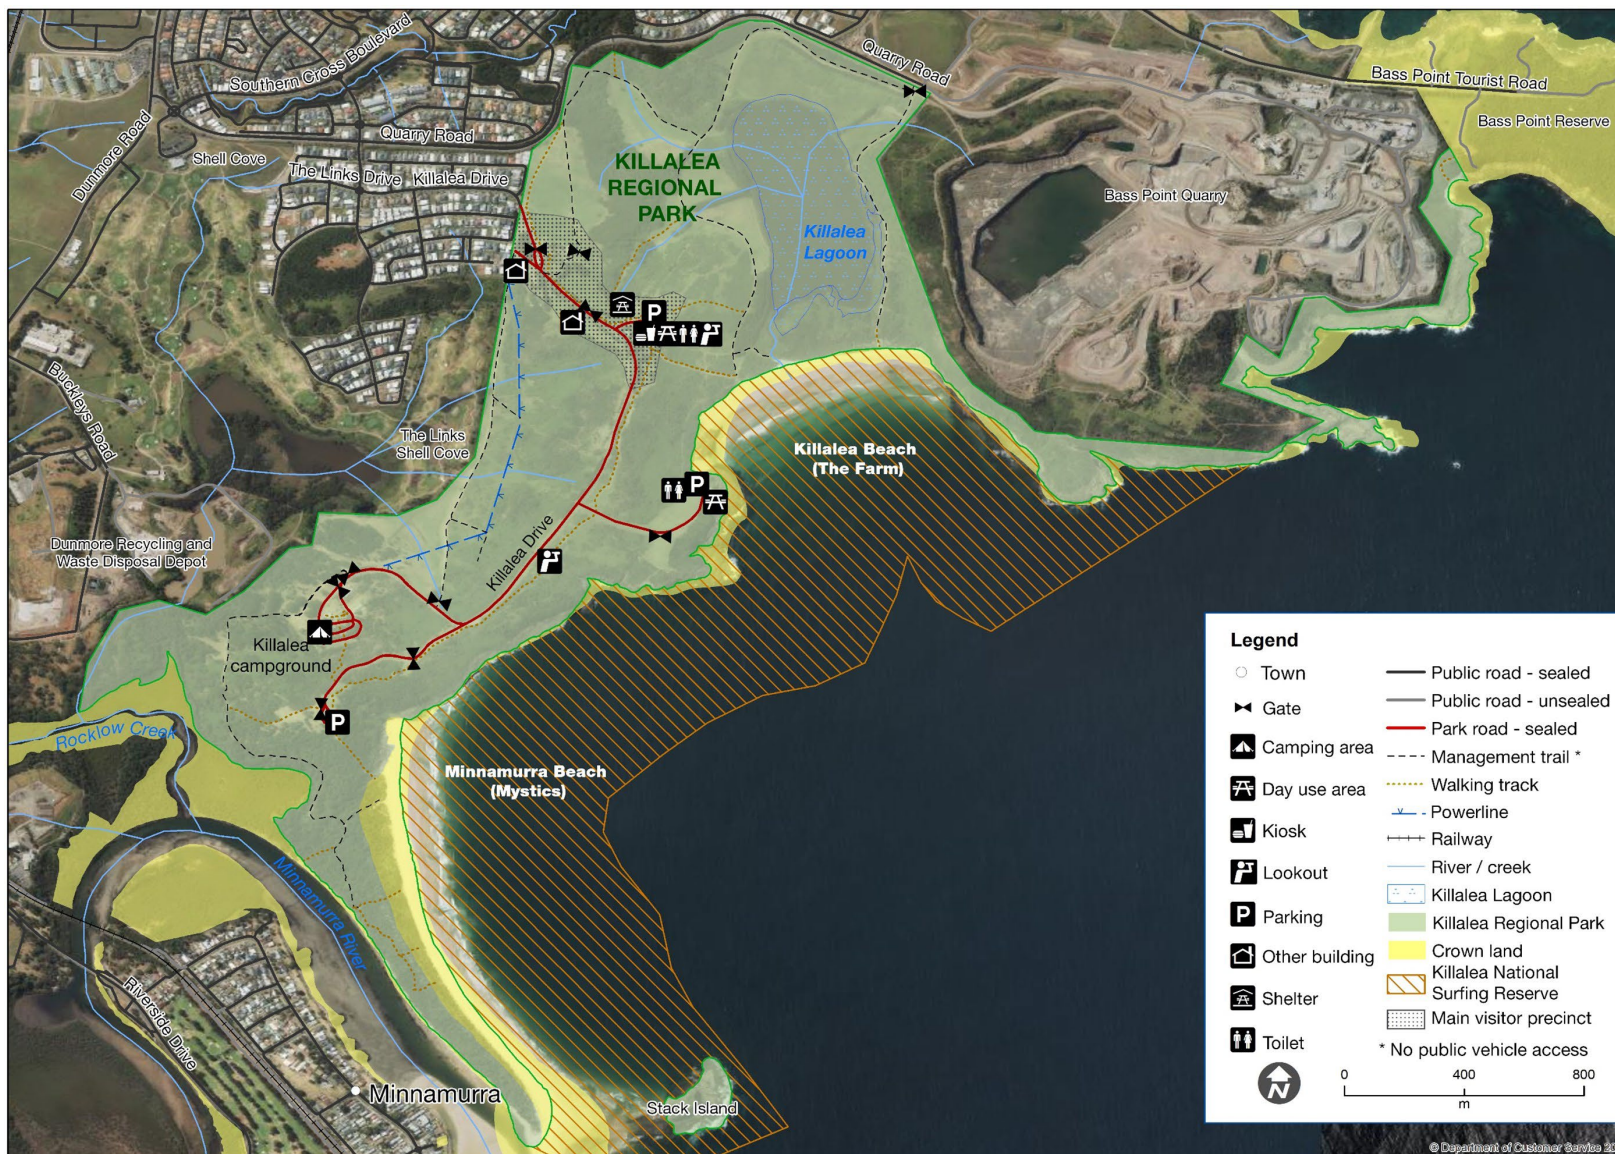 Southern Cross Boulevard
Quarry Road
Bass Point Tourist Road
Bass Point Reserve
Dunmore Road
Quarry Road
Shell Cove
The Links Drive
Killalea Drive
KILLALEA
REGIONAL
PARK
Bass Point Quarry
Killalea
Lagoon
P
Buckleys Road
The Links
Shell Cove
Killalea Beach
(The Farm)
P
Dunmore Recycling and
Waste Disposal Depot
Killalea Drive
Killalea
campground
P
Rocklow Creek
Minnamurra Beach
(Mystics)
Minnamurra River
Riverside Drive
Minnamurra
Stack Island
Legend
Town
Gate
Camping area
Day use area
Kiosk
Lookout
P Parking
Other building
Shelter
Toilet
N
Public road - sealed
Public road - unsealed
Park road - sealed
Management trail *
Walking track
Powerline
Railway
River / creek
Killalea Lagoon
Killalea Regional Park
Crown land
Killalea National
Surfing Reserve
Main visitor precinct
* No public vehicle access
0 400 800
m
© Department of Customer Service 20